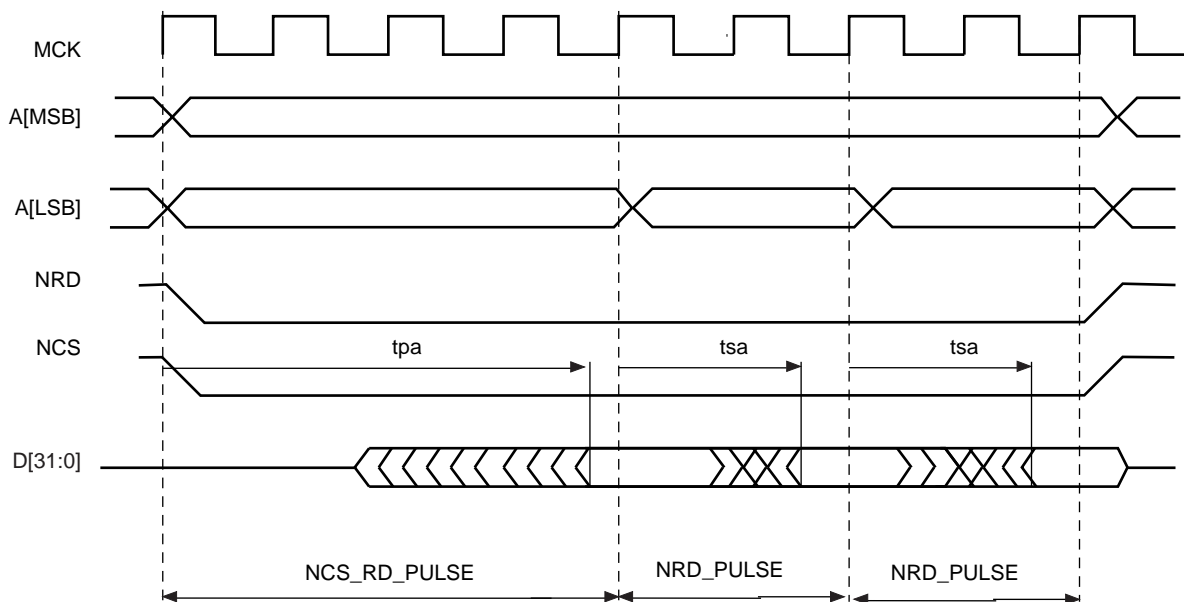 MCK
A[MSB]
A[LSB]
NRD
NCS
tpa
tsa
tsa
D[31:0]
NCS_RD_PULSE
NRD_PULSE
NRD_PULSE